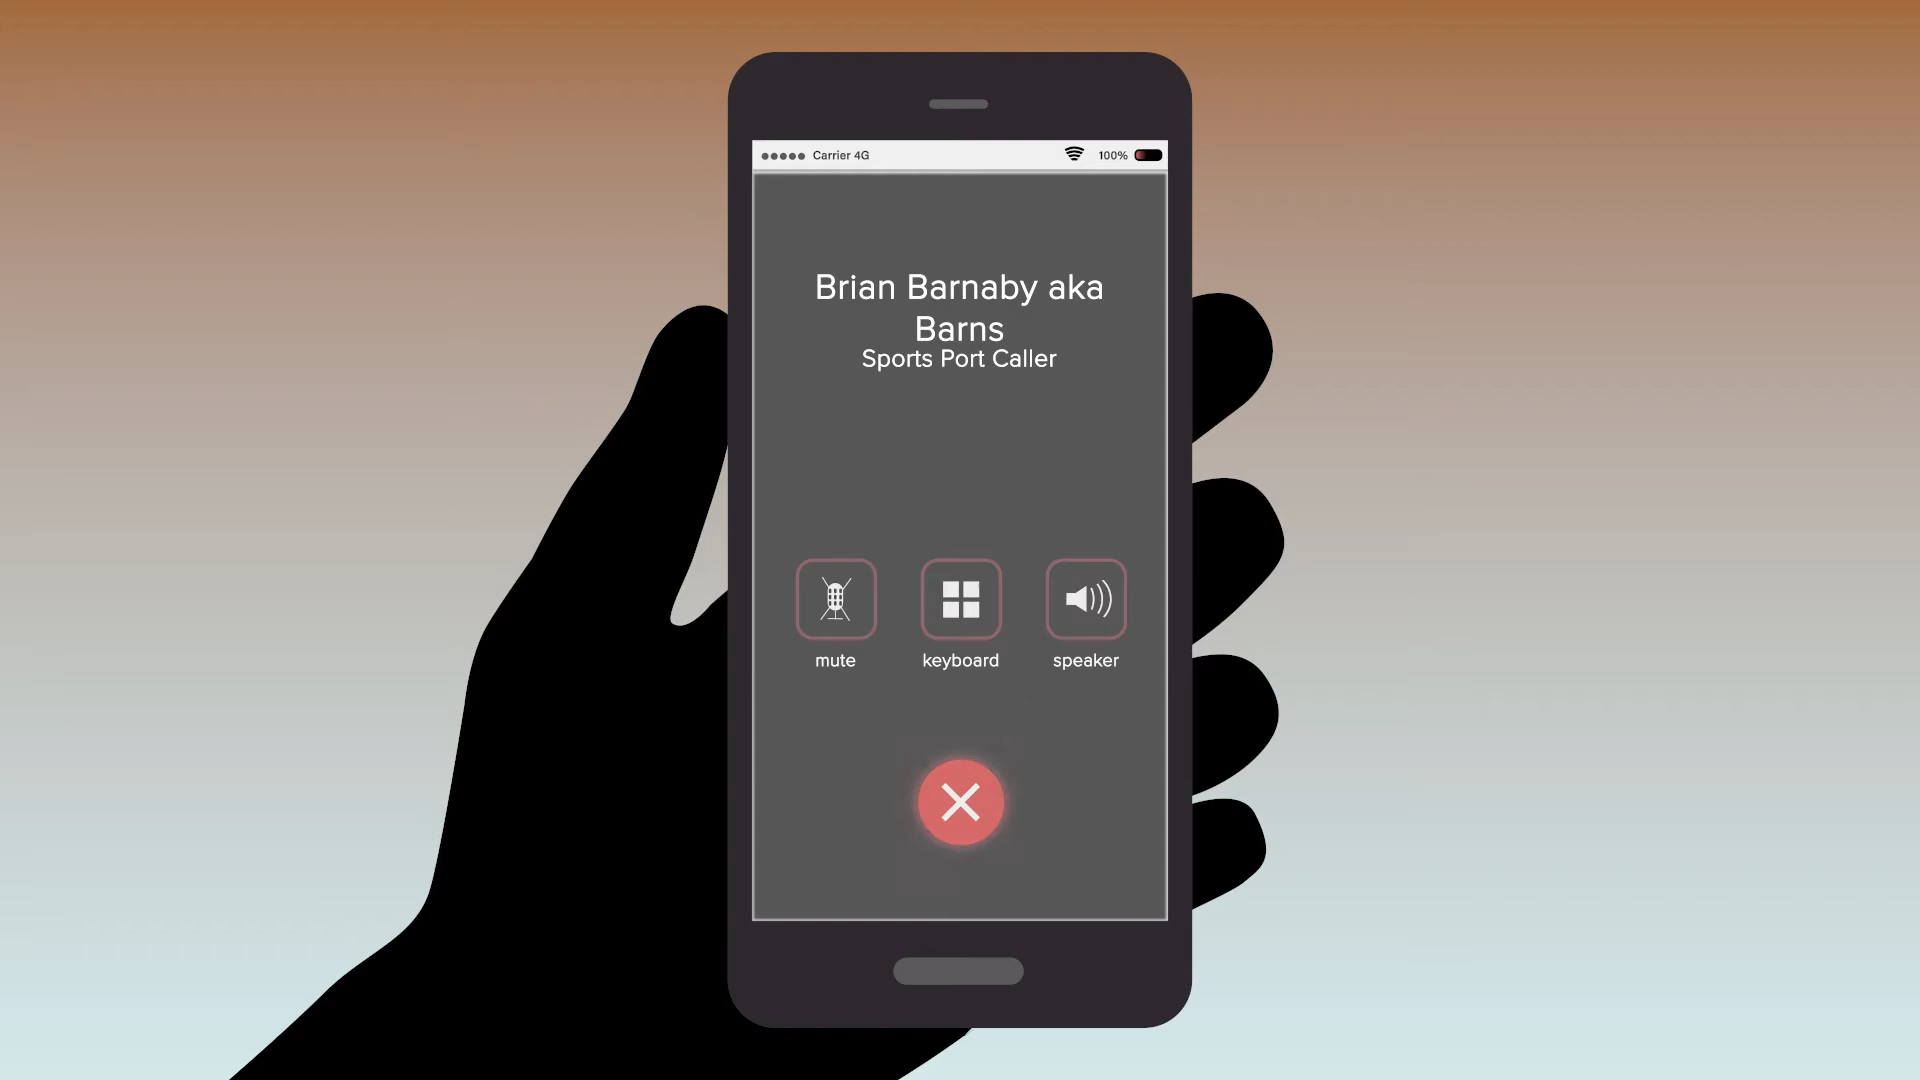 Carrier 4G 100%
Brian Barnaby aka
Barns
Sports Port Caller
mute keyboard speaker